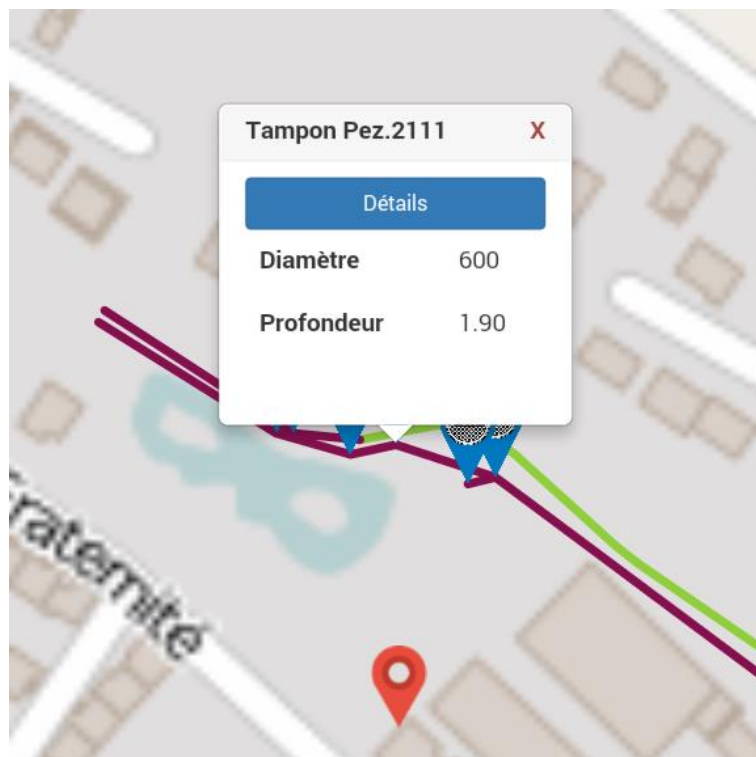 Tampon Pez.2111 X
Détails
Diamètre 600
Profondeur 1.90
Fraternité